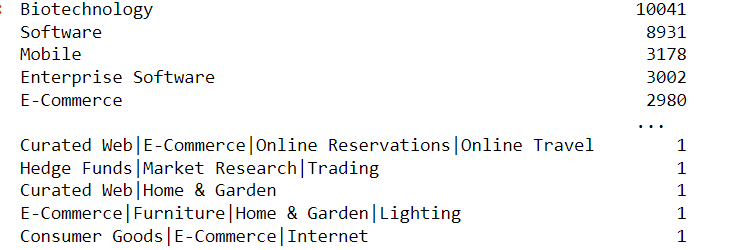 Biotechnology 10041
Software 8931
Mobile 3178
Enterprise Software 3002
E-Commerce 2980
...
Curated Web|E-Commerce|Online Reservations|Online Travel 1
Hedge Funds|Market Research|Trading 1
Curated Web|Home & Garden 1
E-Commerce|Furniture|Home & Garden|Lighting 1
Consumer Goods|E-Commerce|Internet 1